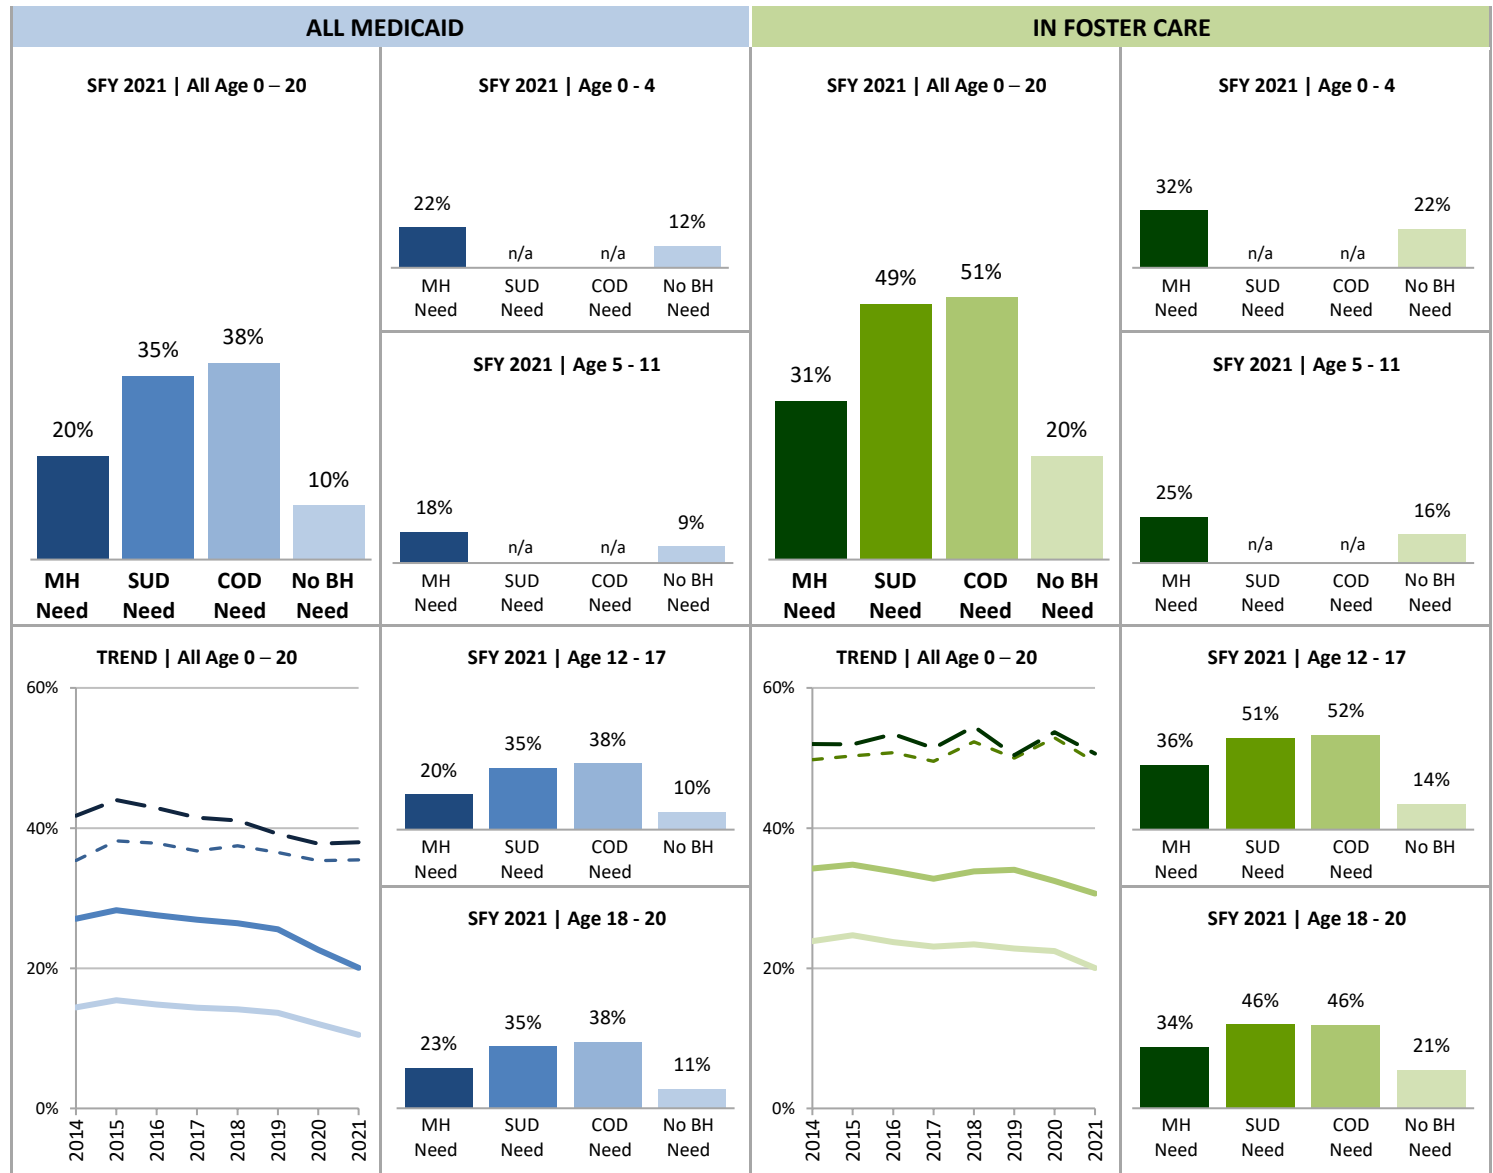 ALL MEDICAID
IN FOSTER CARE
SFY 2021 | All Age 0 – 20
20%
35%
38%
10%
MH Need
SUD Need
COD Need
No BH Need
SFY 2021 | Age 0 - 4
22%
n/a
n/a
12%
MH Need
SUD Need
COD Need
No BH Need
SFY 2021 | Age 5 - 11
18%
n/a
n/a
9%
MH Need
SUD Need
COD Need
No BH Need
SFY 2021 | All Age 0 – 20
31%
49%
51%
20%
MH Need
SUD Need
COD Need
No BH Need
SFY 2021 | Age 0 - 4
32%
n/a
n/a
22%
MH Need
SUD Need
COD Need
No BH Need
SFY 2021 | Age 5 - 11
25%
n/a
n/a
16%
MH Need
SUD Need
COD Need
No BH Need
TREND | All Age 0 – 20
60%
40%
20%
0%
2014
2015
2016
2017
2018
2019
2020
2021
SFY 2021 | Age 12 - 17
20%
35%
38%
10%
MH Need
SUD Need
COD Need
No BH
SFY 2021 | Age 18 - 20
23%
35%
38%
11%
MH Need
SUD Need
COD Need
No BH Need
TREND | All Age 0 – 20
60%
40%
20%
0%
2014
2015
2016
2017
2018
2019
2020
2021
SFY 2021 | Age 12 - 17
36%
51%
52%
14%
MH Need
SUD Need
COD Need
No BH
SFY 2021 | Age 18 - 20
34%
46%
46%
21%
MH Need
SUD Need
COD Need
No BH Need